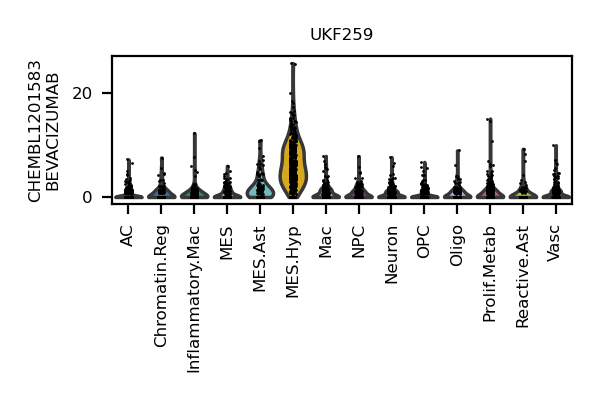 UKF259
CHEMBL1201583
BEVACIZUMAB
20
0
AC
Chromatin.Reg
Inflammatory.Mac
MES
MES.Ast
MES.Hyp
Mac
NPC
Neuron
OPC
Oligo
Prolif.Metab
Reactive.Ast
Vasc